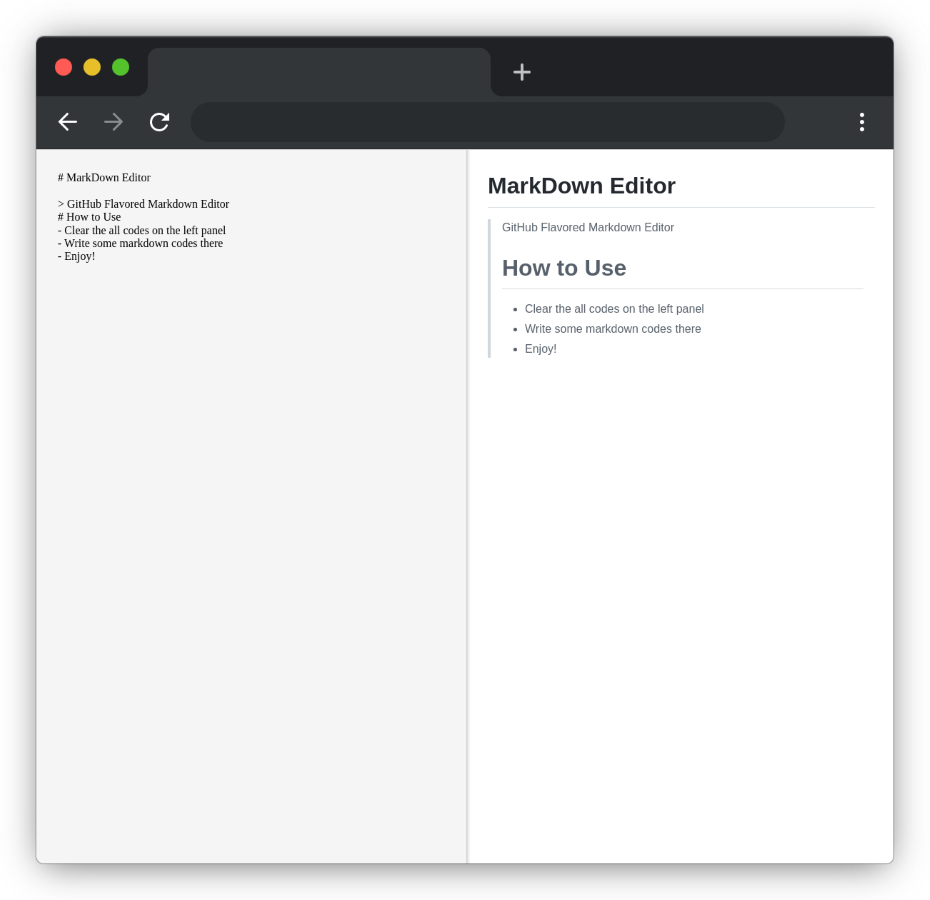 # MarkDown Editor
> GitHub Flavored Markdown Editor
# How to Use
- Clear the all codes on the left panel
- Write some markdown codes there
- Enjoy!
MarkDown Editor
GitHub Flavored Markdown Editor
How to Use
Clear the all codes on the left panel
Write some markdown codes there
Enjoy!